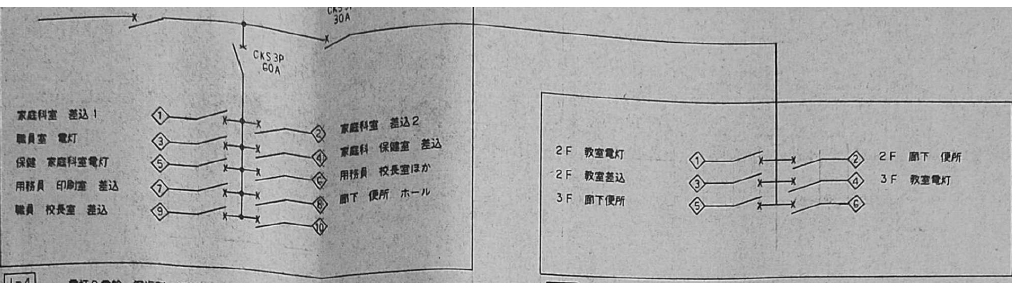 30A
CKS3P
60A
家庭科室 差込1
①
②
家庭科室 差込2
職員室 電灯
③
④
家庭科 保健室 差込
保健 家庭科室電灯
⑤
⑥
用務員 校長室ほか
用務員 印刷室 差込
⑦
⑧
廊下 便所 ホール
職員 校長室 差込
⑨
⑩
2F 教室電灯
①
②
2F 廊下 便所
2F 教室差込
③
④
3F 教室電灯
3F 廊下便所
⑤
⑥
L-4